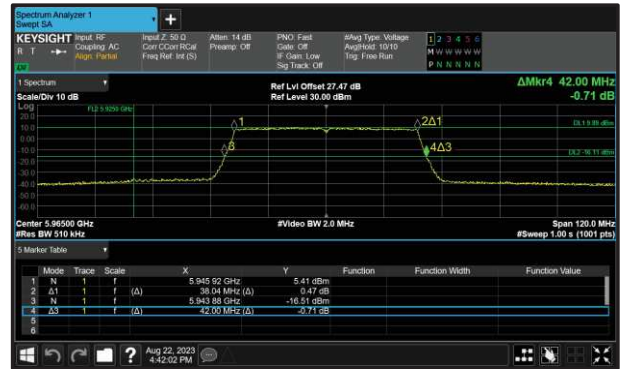 Spectrum Analyzer 1
Swept SA
KEYSIGHT Input: RF Input Z: 50 Ω Atten: 14 dB PNO: Fast #Avg Type: Voltage 1 2 3 4 5 6
R T Coupling: AC Corr CCorr RCal Preamp: Off Gate: Off Avg|Hold: 10/10 M W W W W W
Align: Partial Freq Ref: Int (S) IF Gain: Low Trig: Free Run
Sig Track: Off P N N N N N
1 Spectrum Ref Lvl Offset 27.47 dB ΔMkr4 42.00 MHz
Scale/Div 10 dB Ref Level 30.00 dBm -0.71 dB
Log
20.0 FL2 5.9250 GHz
10.0 1 2Δ1
0.00
-10.0 3 4Δ3
-20.0
-30.0
-40.0
-50.0
-60.0
Center 5.96500 GHz #Video BW 2.0 MHz Span 120.0 MHz
#Res BW 510 kHz #Sweep 1.00 s (1001 pts)
5 Marker Table
Mode Trace Scale X Y Function Function Width Function Value
1 N 1 f 5.945 92 GHz 5.41 dBm
2 Δ1 1 f (Δ) 38.04 MHz (Δ) 0.47 dB
3 N 1 f 5.943 88 GHz -16.51 dBm
4 Δ3 1 f (Δ) 42.00 MHz (Δ) -0.71 dB
5
6
? Aug 22, 2023
4:42:02 PM